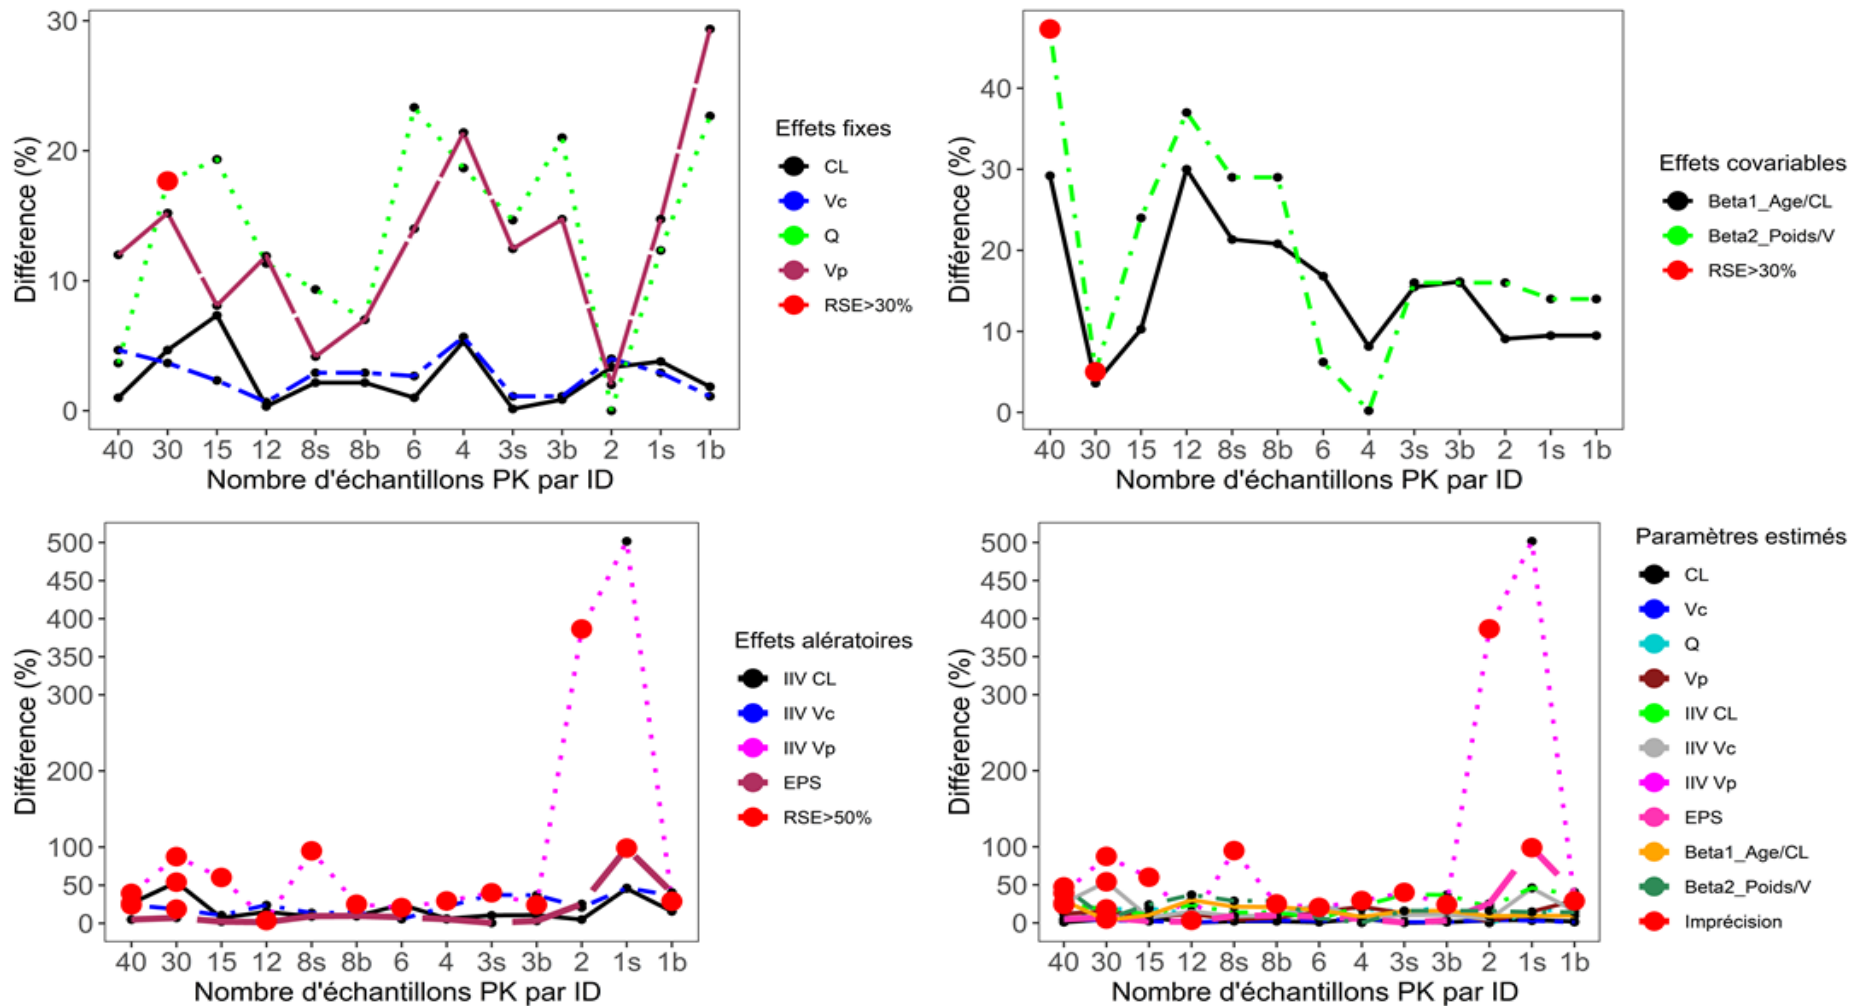 30
20
10
0
Différence (%)
40 30 15 12 8s 8b 6 4 3s 3b 2 1s 1b
Nombre d'échantillons PK par ID
Effets fixes
CL
Vc
Q
Vp
RSE>30%
40
30
20
10
0
Différence (%)
40 30 15 12 8s 8b 6 4 3s 3b 2 1s 1b
Nombre d'échantillons PK par ID
Effets covariables
Beta1_Age/CL
Beta2_Poids/V
RSE>30%
500
450
400
350
300
200
100
50
0
Différence (%)
40 30 15 12 8s 8b 6 4 3s 3b 2 1s 1b
Nombre d'échantillons PK par ID
Effets alératoires
IIV CL
IIV Vc
IIV Vp
EPS
RSE>50%
500
450
400
350
300
200
100
50
0
Différence (%)
40 30 15 12 8s 8b 6 4 3s 3b 2 1s 1b
Nombre d'échantillons PK par ID
Paramètres estimés
CL
Vc
Q
Vp
IIV CL
IIV Vc
IIV Vp
EPS
Beta1_Age/CL
Beta2_Poids/V
Imprécision